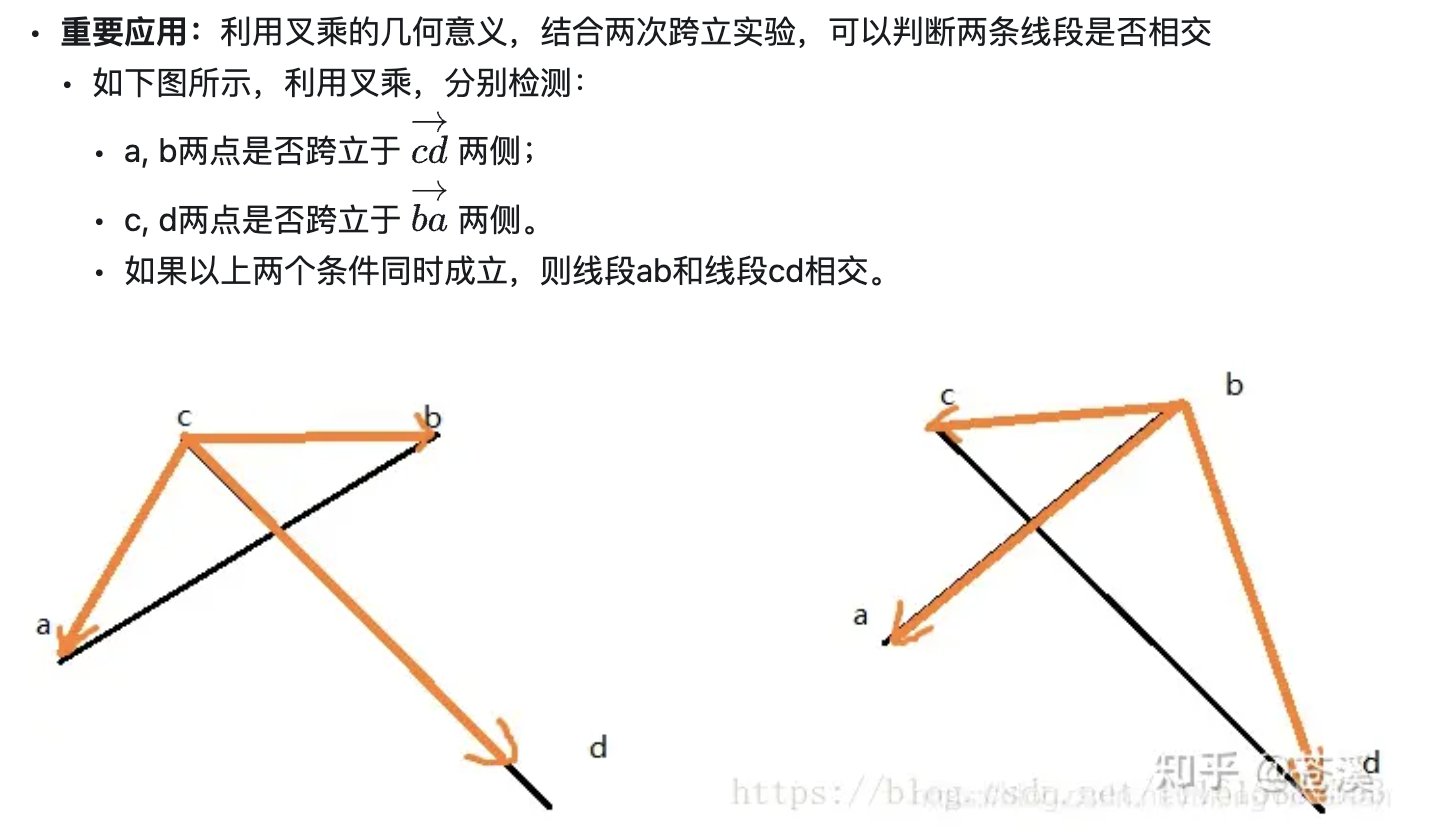 • 重要应用：利用叉乘的几何意义，结合两次跨立实验，可以判断两条线段是否相交
• 如下图所示，利用叉乘，分别检测：
• a, b两点是否跨立于 $\overrightarrow{cd}$ 两侧；
• c, d两点是否跨立于 $\overrightarrow{ba}$ 两侧。
• 如果以上两个条件同时成立，则线段ab和线段cd相交。
c
b
a
d
c
b
a
d
知乎 @苍溪
https://blog.csdn.net/